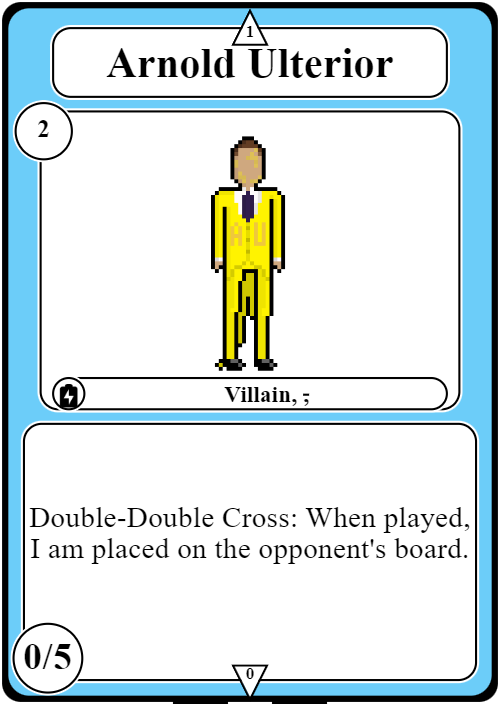 1
Arnold Ulterior
2
A U
Villain, ;
Double-Double Cross: When played,
I am placed on the opponent's board.
0/5
0